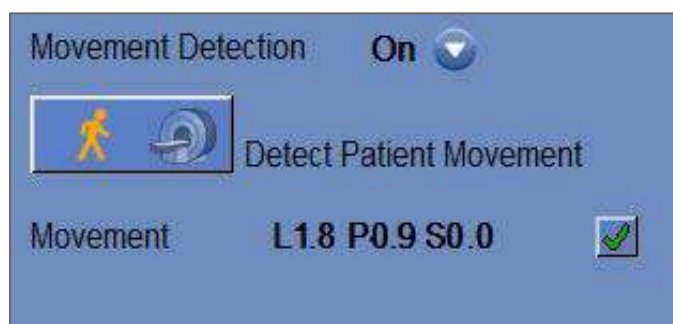 Movement Detection On
Detect Patient Movement
Movement L1.8 P0.9 S0.0